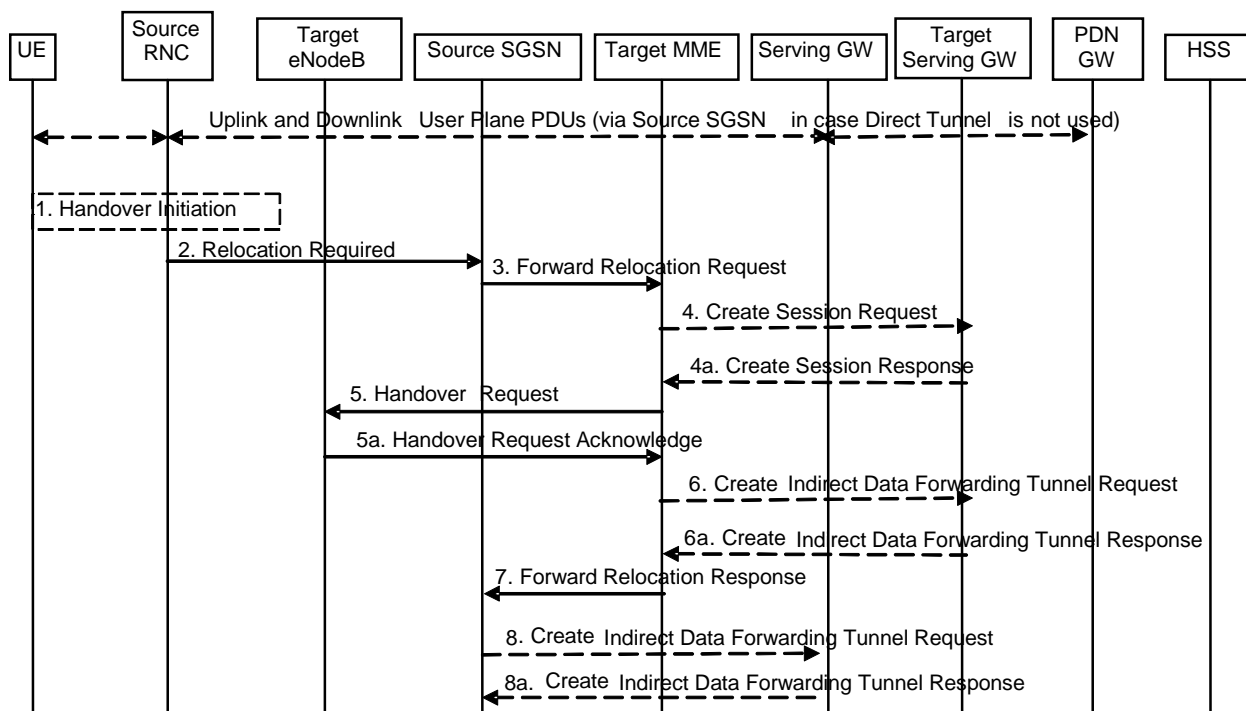 UE
Source
RNC
Target
eNodeB
Source SGSN
Target MME
Serving GW
Target
Serving GW
PDN
GW
HSS
Uplink and Downlink User Plane PDUs (via Source SGSN in case Direct Tunnel is not used)
1. Handover Initiation
2. Relocation Required
3. Forward Relocation Request
4. Create Session Request
4a. Create Session Response
5. Handover Request
5a. Handover Request Acknowledge
6. Create Indirect Data Forwarding Tunnel Request
6a. Create Indirect Data Forwarding Tunnel Response
7. Forward Relocation Response
8. Create Indirect Data Forwarding Tunnel Request
8a. Create Indirect Data Forwarding Tunnel Response